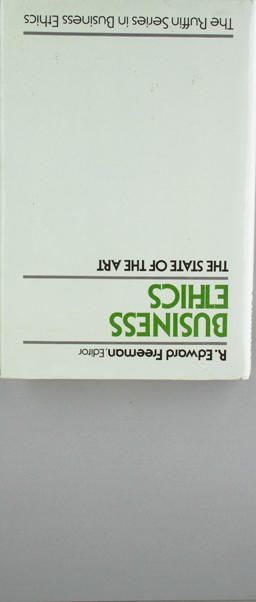 R. Edward Freeman, Editor
BUSINESS
ETHICS
THE STATE OF THE ART
The Ruffin Series in Business Ethics